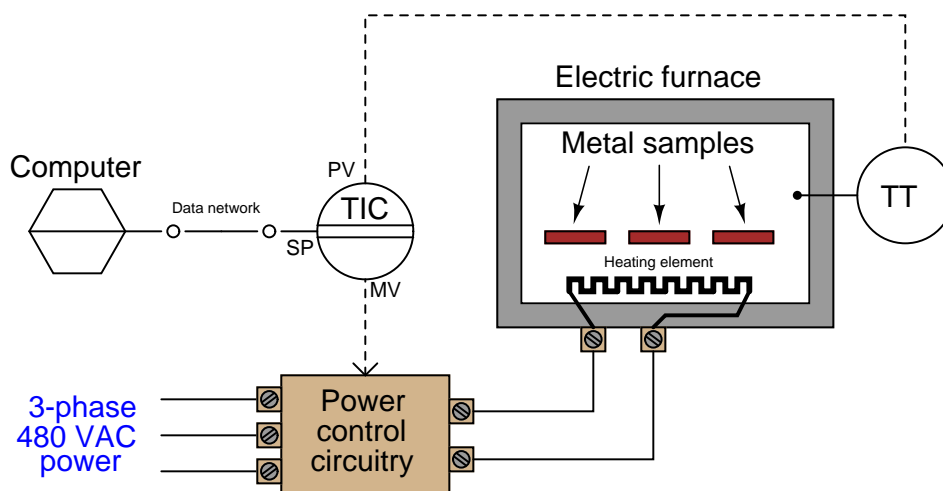 Electric furnace
Metal samples
Computer
PV
TIC
TT
Data network
SP
Heating element
MV
3-phase
480 VAC
power
Power
control
circuitry